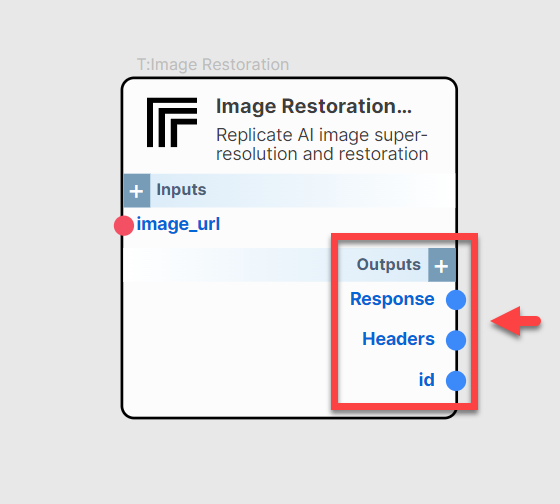 T:Image Restoration
Image Restoration...
Replicate AI image super-
resolution and restoration
+ Inputs
image_url
Outputs +
Response
Headers
id